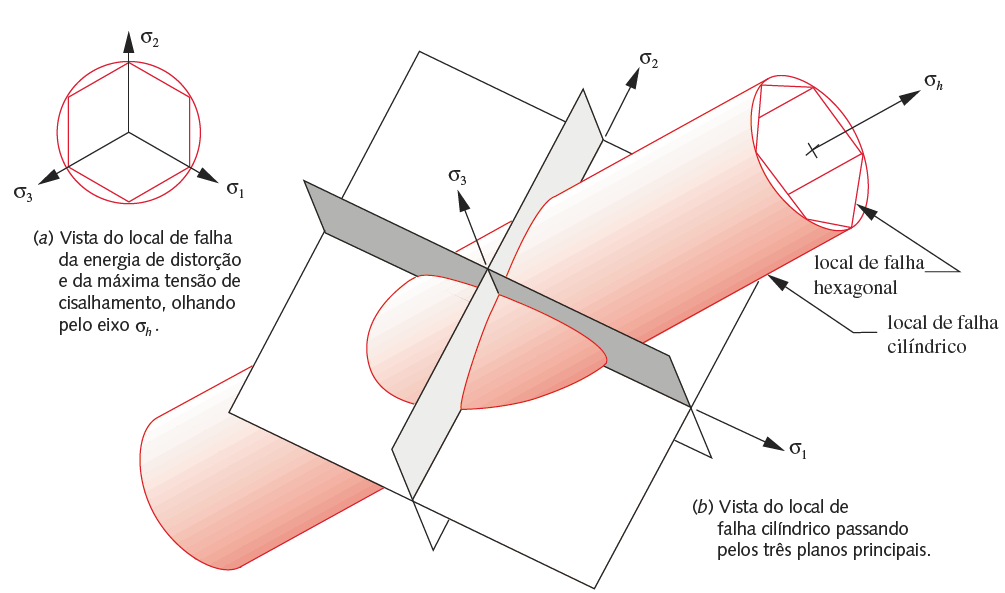 σ2
σ3
σ1
(a) Vista do local de falha
da energia de distorção
e da máxima tensão de
cisalhamento, olhando
pelo eixo σh.
σ2
σh
σ3
local de falha
hexagonal
local de falha
cilíndrico
σ1
(b) Vista do local de
falha cilíndrico passando
pelos três planos principais.